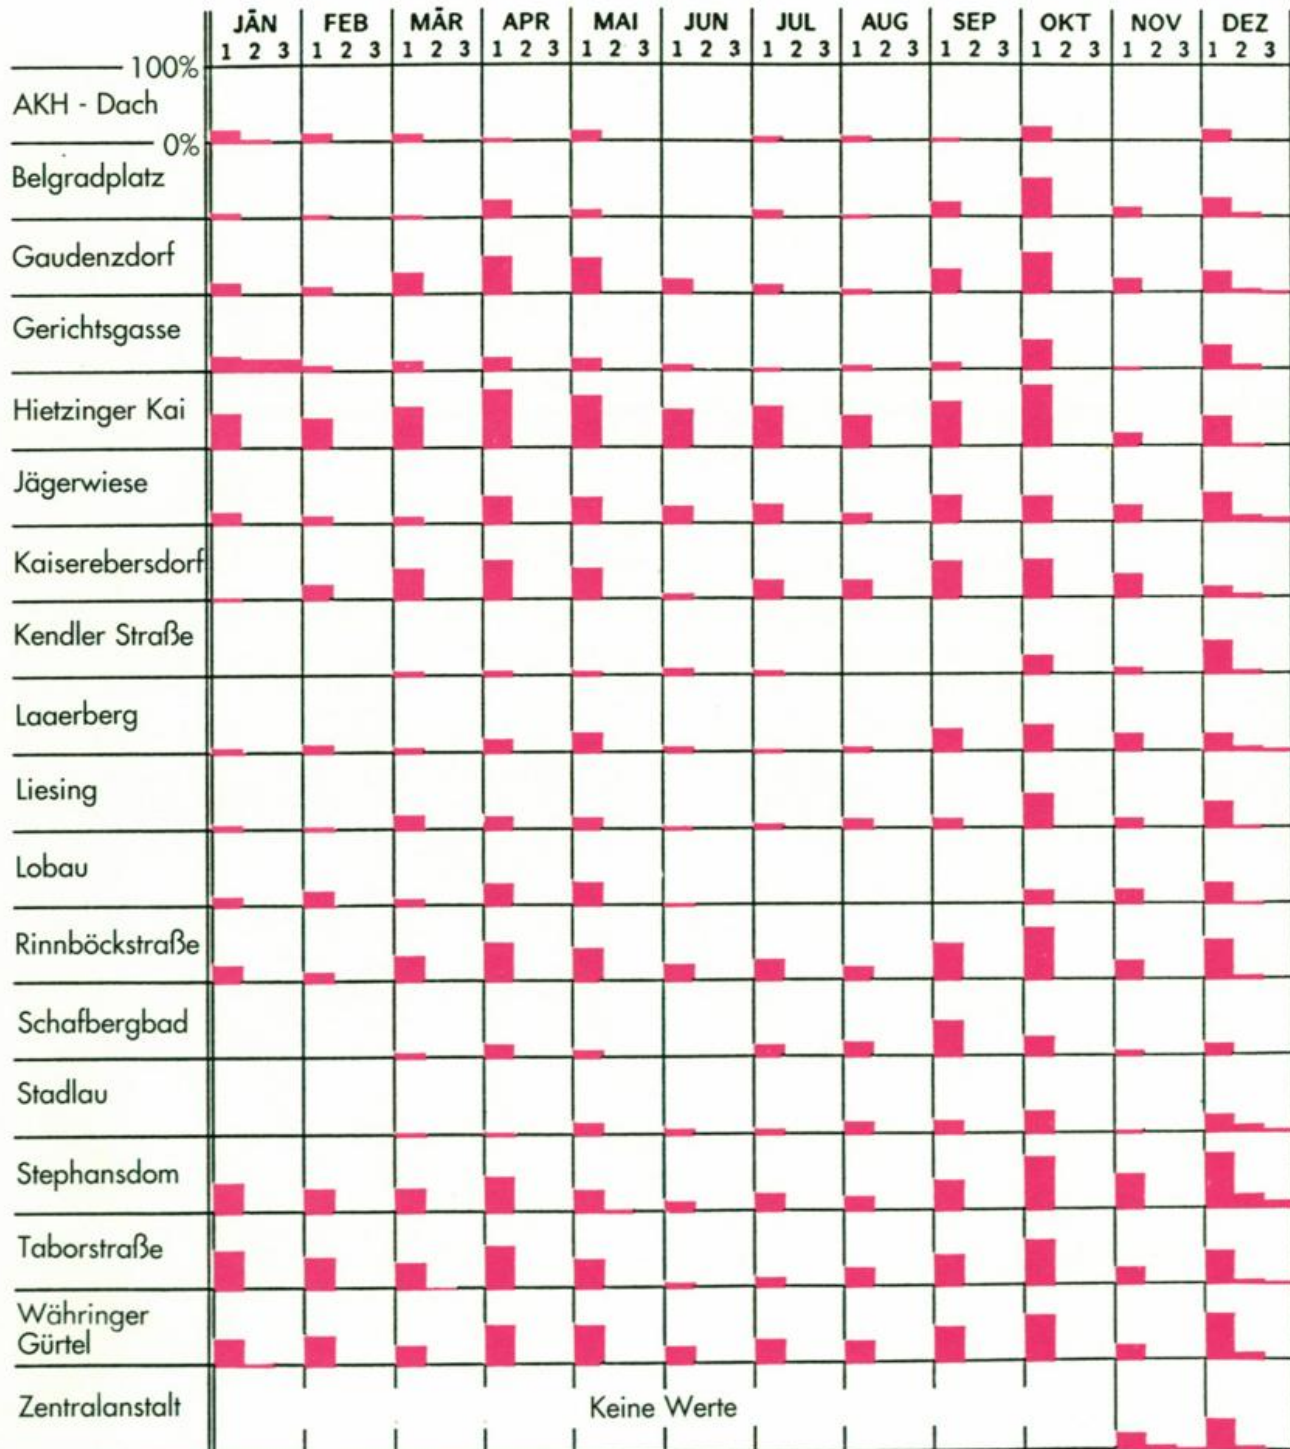 JÄN FEB MÄR APR MAI JUN JUL AUG SEP OKT NOV DEZ
1 2 3 1 2 3 1 2 3 1 2 3 1 2 3 1 2 3 1 2 3 1 2 3 1 2 3 1 2 3 1 2 3 1 2 3
100%
AKH - Dach
0%
Belgradplatz
Gaudenzdorf
Gerichtsgasse
Hietzinger Kai
Jägerwiese
Kaiserebersdorf
Kendler Straße
Laaerberg
Liesing
Lobau
Rinnböckstraße
Schafbergbad
Stadlau
Stephansdom
Taborstraße
Währinger
Gürtel
Zentralanstalt Keine Werte